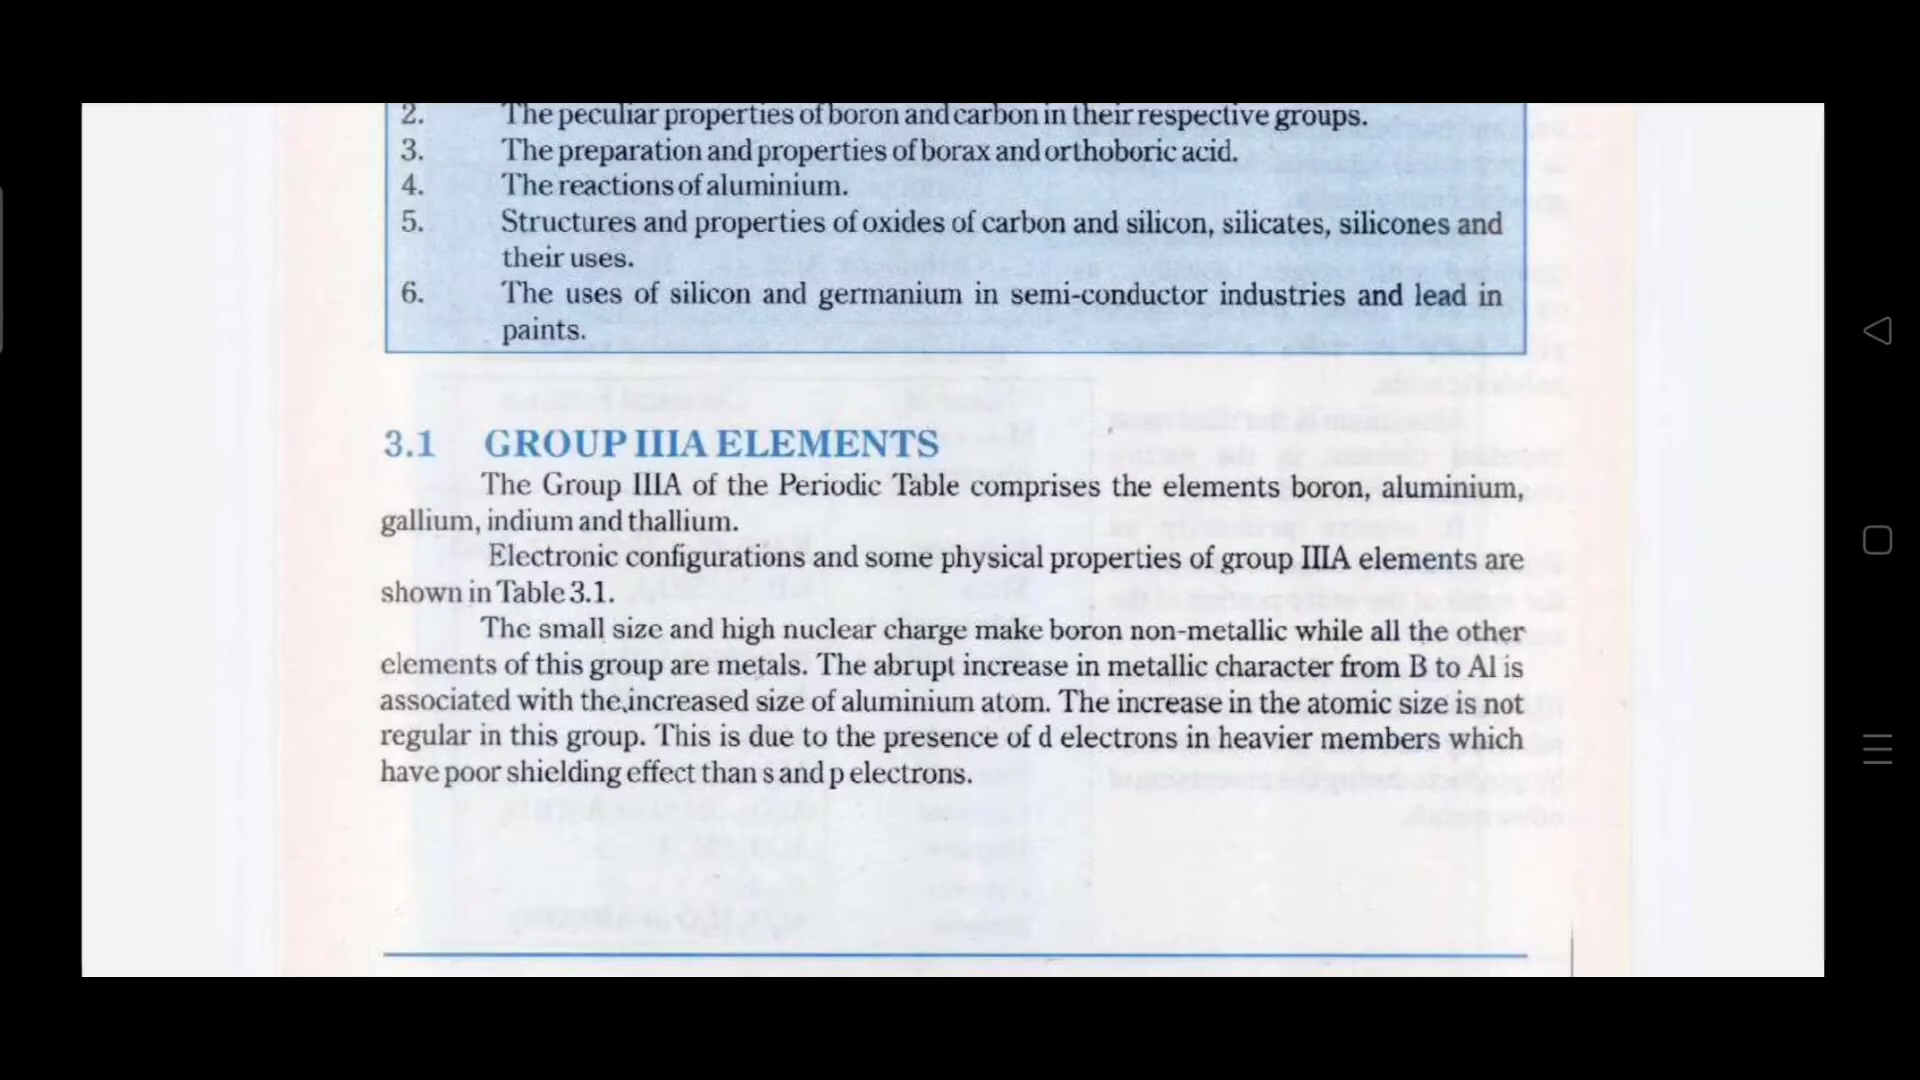 2. The peculiar properties of boron and carbon in their respective groups.
3. The preparation and properties of borax and orthoboric acid.
4. The reactions of aluminium.
5. Structures and properties of oxides of carbon and silicon, silicates, silicones and
their uses.
6. The uses of silicon and germanium in semi-conductor industries and lead in
paints.
3.1 GROUP IIIA ELEMENTS
The Group IIIA of the Periodic Table comprises the elements boron, aluminium,
gallium, indium and thallium.
Electronic configurations and some physical properties of group IIIA elements are
shown in Table 3.1.
The small size and high nuclear charge make boron non-metallic while all the other
elements of this group are metals. The abrupt increase in metallic character from B to Al is
associated with the increased size of aluminium atom. The increase in the atomic size is not
regular in this group. This is due to the presence of d electrons in heavier members which
have poor shielding effect than s and p electrons.